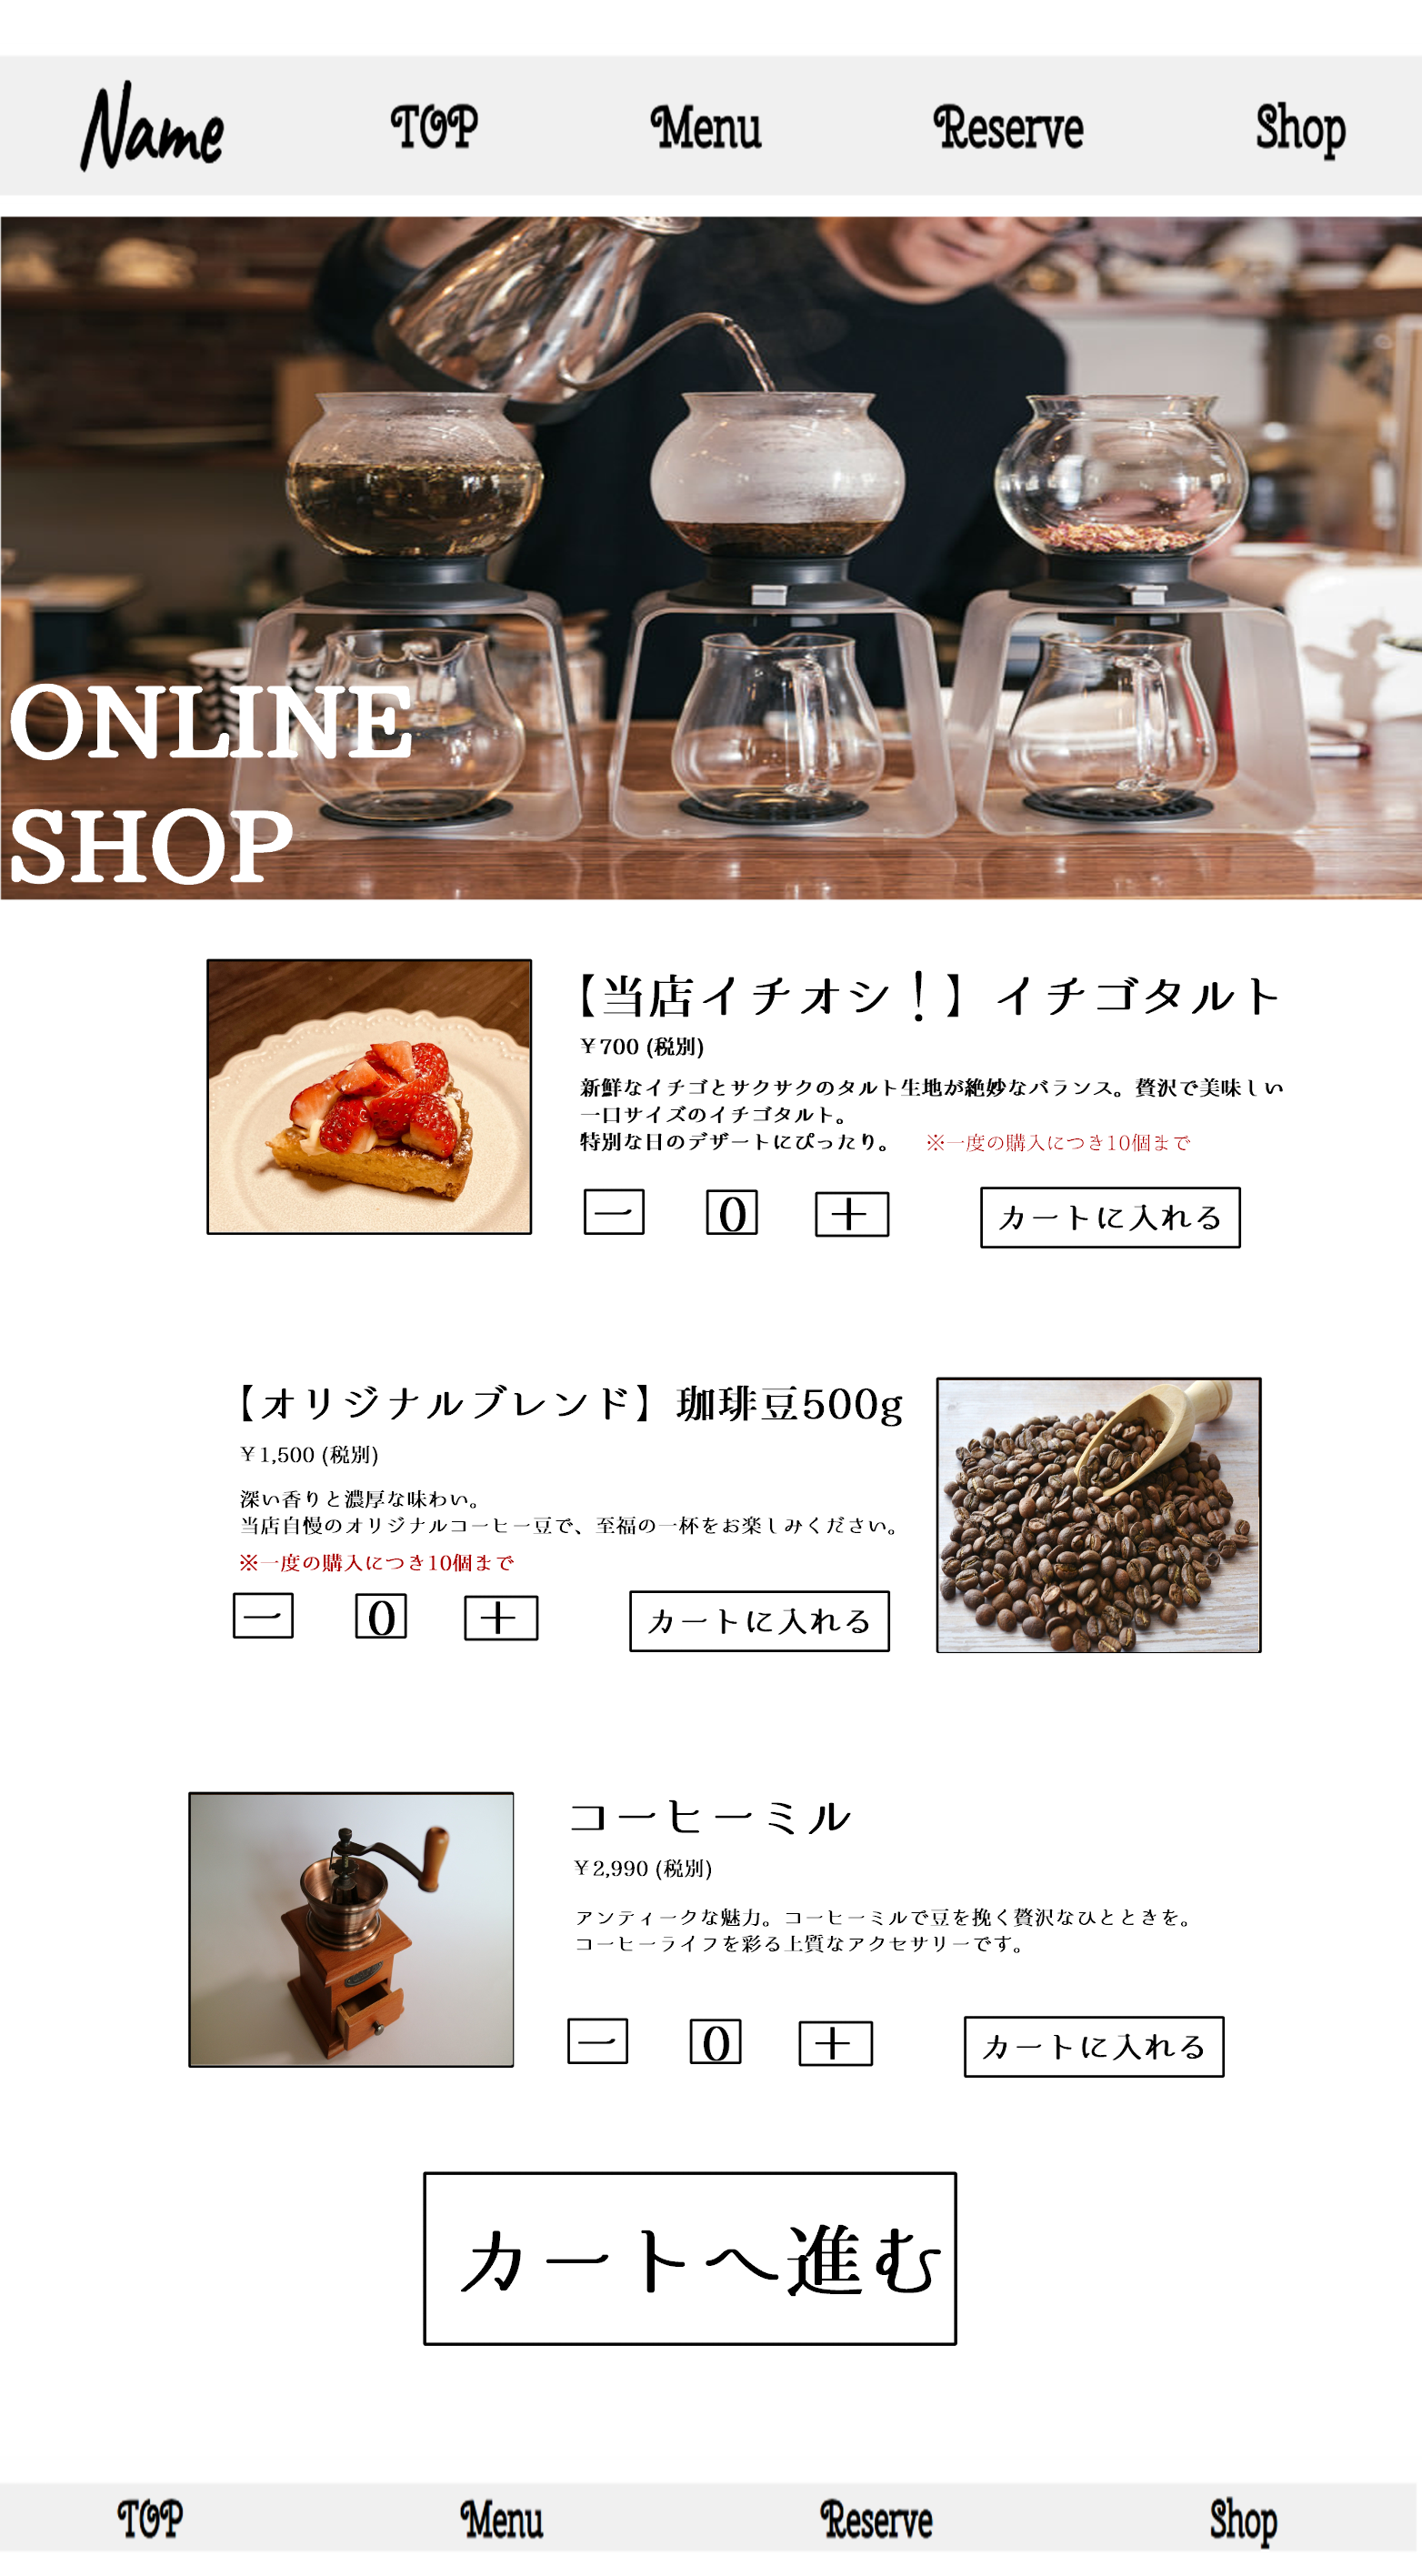 Name
TOP
Menu
Reserve
Shop
ONLINE
SHOP
【当店イチオシ！】イチゴタルト
￥700 (税別)
新鮮なイチゴとサクサクのタルト生地が絶妙なバランス。贅沢で美味しい
一口サイズのイチゴタルト。
特別な日のデザートにぴったり。 ※一度の購入につき10個まで
ー 0 ＋ カートに入れる
【オリジナルブレンド】珈琲豆500g
￥1,500 (税別)
深い香りと濃厚な味わい。
当店自慢のオリジナルコーヒー豆で、至福の一杯をお楽しみください。
※一度の購入につき10個まで
ー 0 ＋ カートに入れる
コーヒーミル
￥2,990 (税別)
アンティークな魅力。コーヒーミルで豆を挽く贅沢なひとときを。
コーヒーライフを彩る上質なアクセサリーです。
ー 0 ＋ カートに入れる
カートへ進む
TOP
Menu
Reserve
Shop